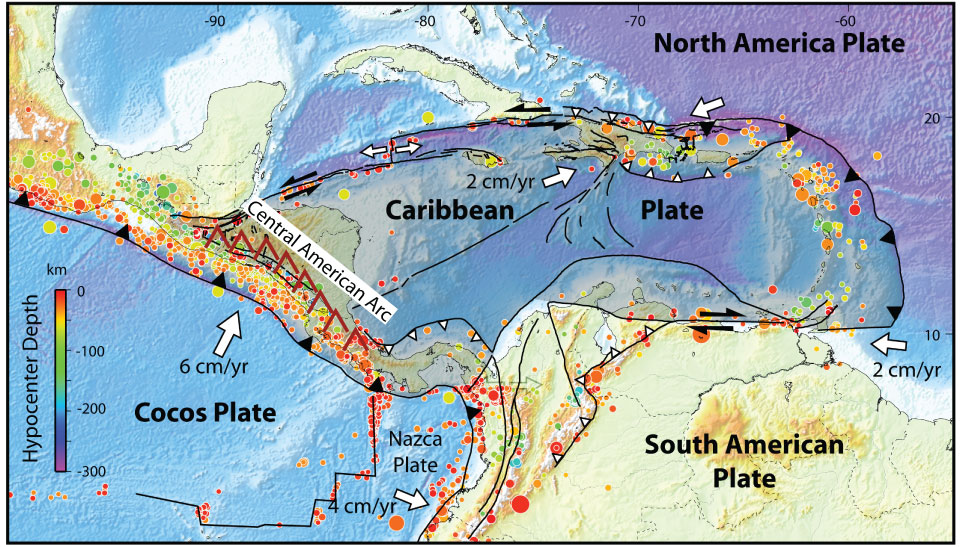 -90
-80
-70
-60
North America Plate
20
2 cm/yr
Caribbean
Plate
Central American Arc
km
0
-100
-200
-300
Hypocenter Depth
6 cm/yr
10
2 cm/yr
Cocos Plate
Nazca
Plate
4 cm/yr
South American
Plate